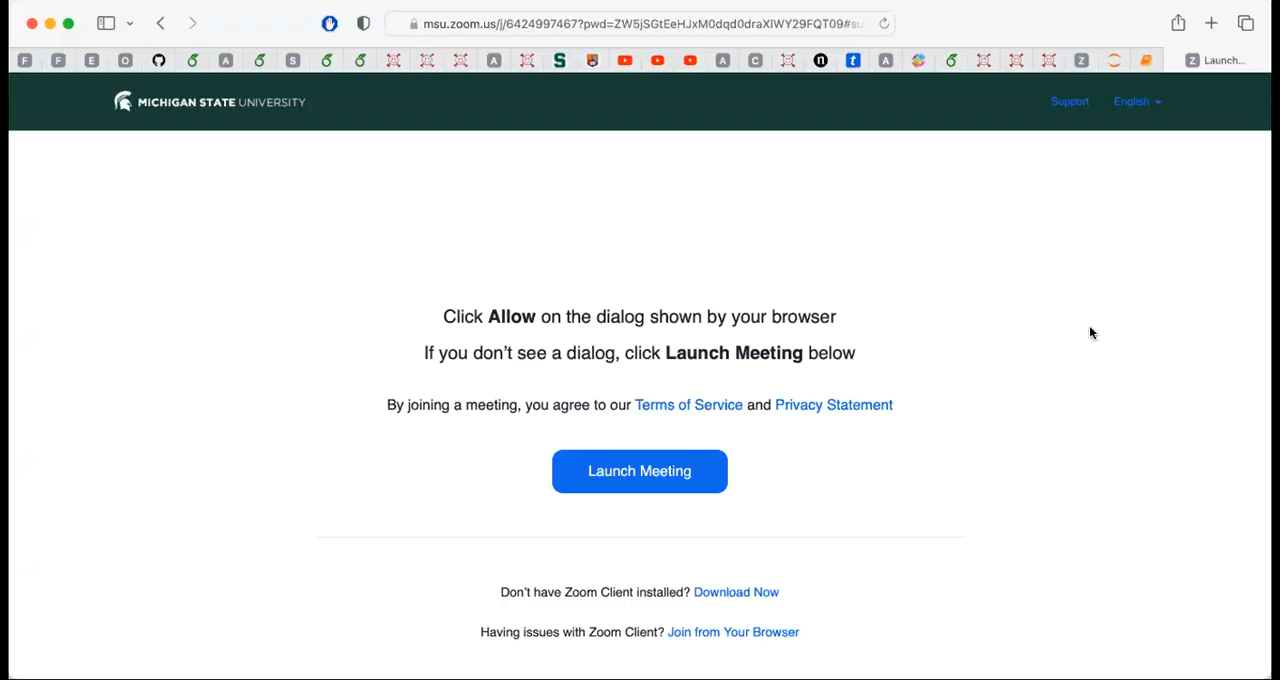 msu.zoom.us/j/6424997467?pwd=ZW5jSGtEeHJxM0dqd0draXlWY29FQT09#su
F F E O A S A A C n t A Z Z Launch...
MICHIGAN STATE UNIVERSITY Support English
Click Allow on the dialog shown by your browser
If you don't see a dialog, click Launch Meeting below
By joining a meeting, you agree to our Terms of Service and Privacy Statement
Launch Meeting
Don't have Zoom Client installed? Download Now
Having issues with Zoom Client? Join from Your Browser